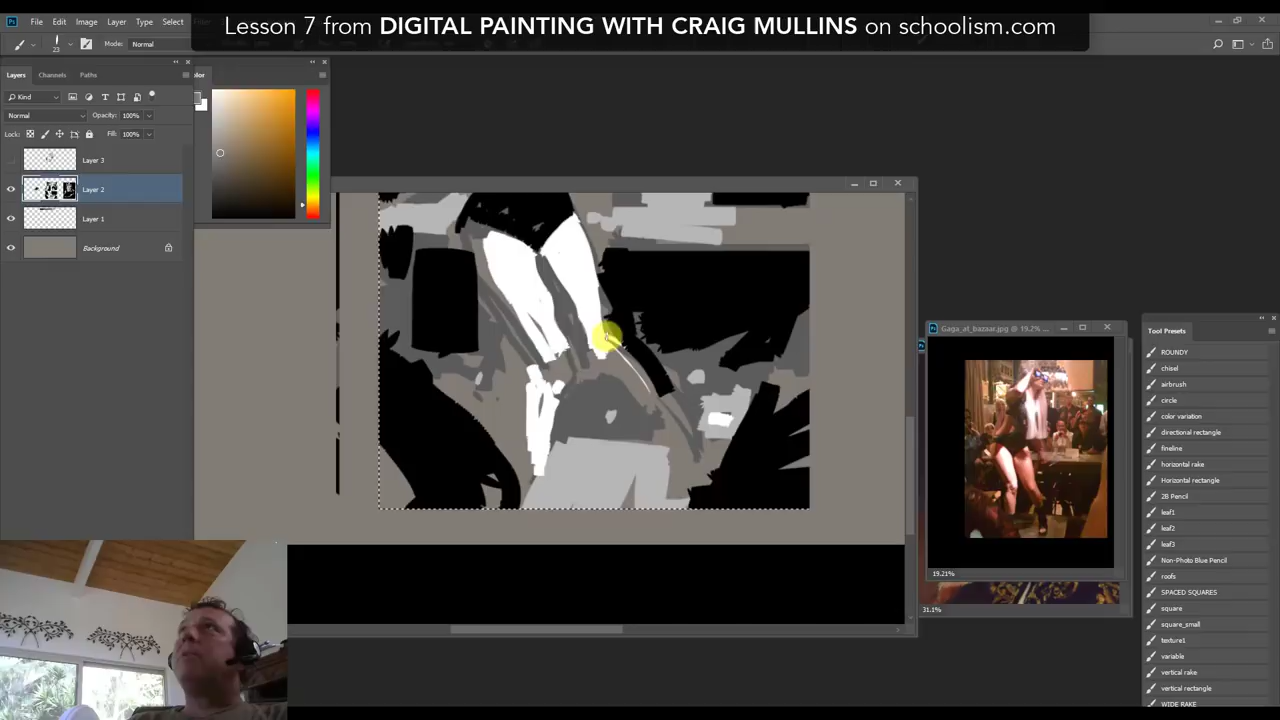 Lesson 7 from DIGITAL PAINTING WITH CRAIG MULLINS on schoolism.com
Ps File Edit Image Layer Type Select
23 Mode: Normal
Layers Channels Paths
Kind
Normal Opacity: 100%
Lock: Fill: 100%
Layer 3
Layer 2
Layer 1
Background
Gaga_at_bazaar.jpg @ 19.2% ...
19.21%
31.1%
Tool Presets
ROUNDY
chisel
airbrush
circle
color variation
directional rectangle
fineline
horizontal rake
Horizontal rectangle
2B Pencil
leaf1
leaf2
leaf3
Non-Photo Blue Pencil
roofs
SPACED SQUARES
square
square_small
texture1
variable
vertical rake
vertical rectangle
WIDE RAKE